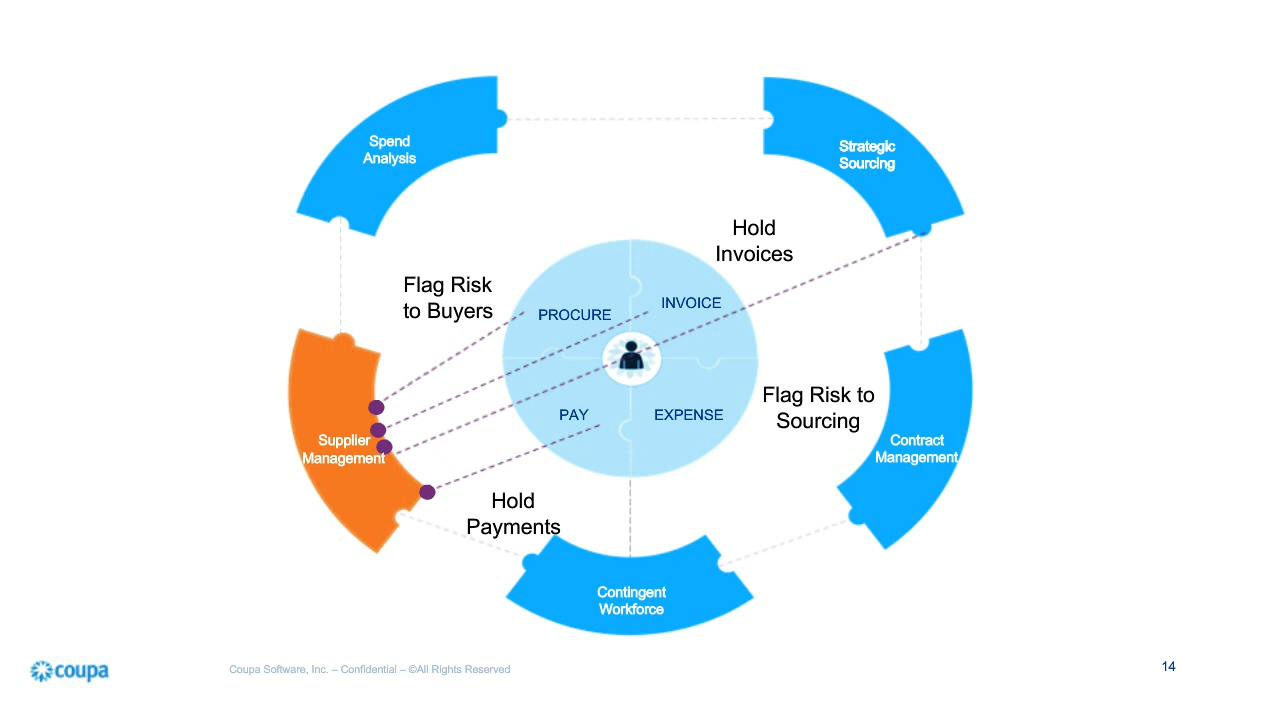 Spend
Analysis
Strategic
Sourcing
Hold
Invoices
Flag Risk
to Buyers
PROCURE
INVOICE
PAY
EXPENSE
Flag Risk to
Sourcing
Supplier
Management
Contract
Management
Hold
Payments
Contingent
Workforce
coupa
Coupa Software, Inc. – Confidential – ©All Rights Reserved
14